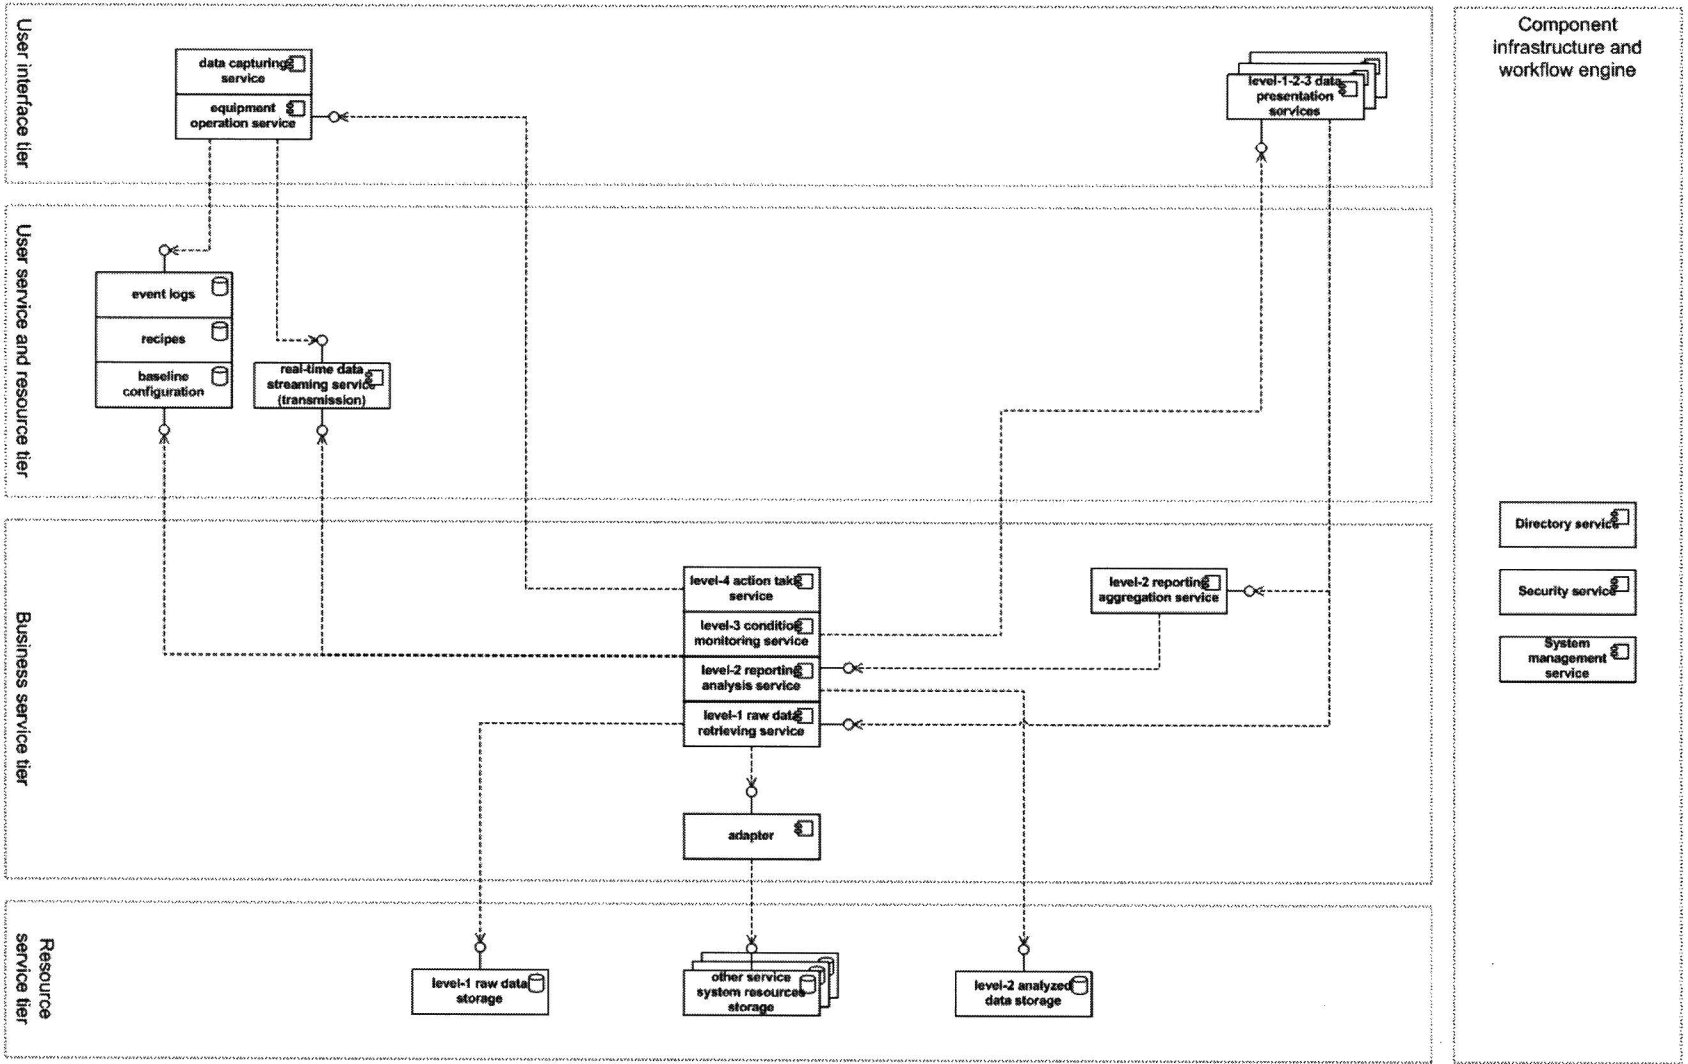 User interface tier
data capturing
service
equipment
operation service
level-1-2-3 data
presentation
services
Component
infrastructure and
workflow engine
User service and resource tier
event logs
recipes
baseline
configuration
real-time data
streaming service
(transmission)
Business service tier
level-4 action take
service
level-3 condition
monitoring service
level-2 reporting
analysis service
level-1 raw data
retrieving service
level-2 reporting
aggregation service
adapter
Directory service
Security service
System
management
service
Resource
service tier
level-1 raw data
storage
other service
system resources
storage
level-2 analyzed
data storage